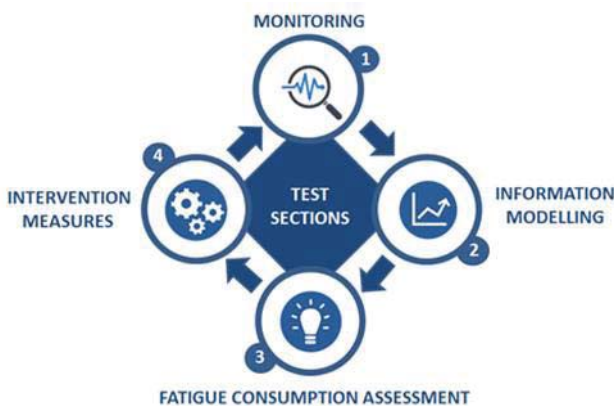 MONITORING
1
4
INTERVENTION
MEASURES
TEST
SECTIONS
INFORMATION
MODELLING
2
3
FATIGUE CONSUMPTION ASSESSMENT